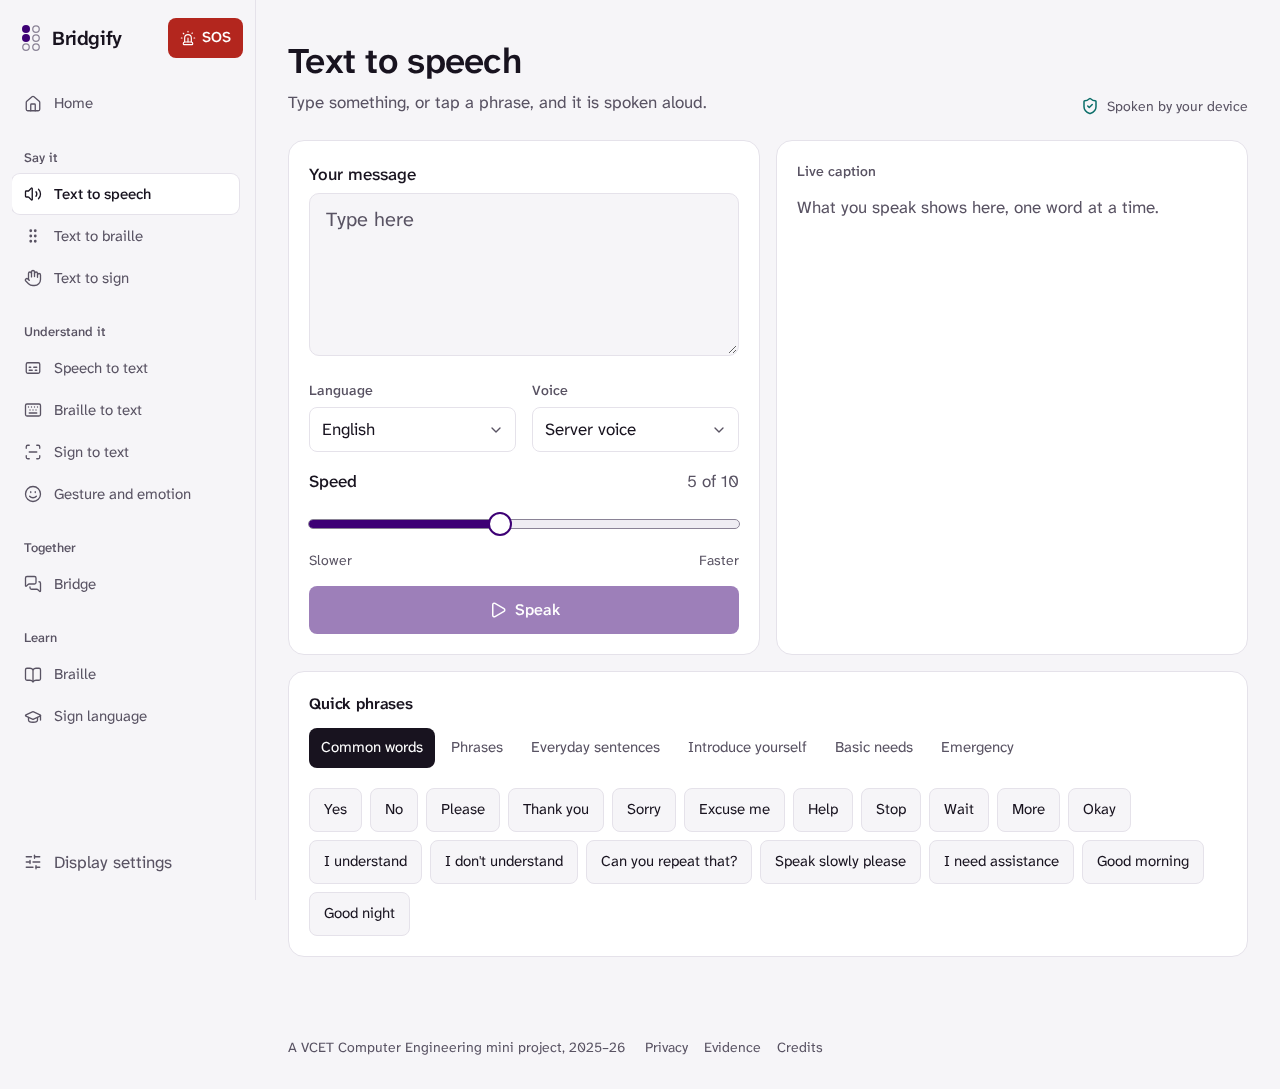 Bridgify
SOS
Home
Say it
Text to speech
Text to braille
Text to sign
Understand it
Speech to text
Braille to text
Sign to text
Gesture and emotion
Together
Bridge
Learn
Braille
Sign language
Display settings
Text to speech
Type something, or tap a phrase, and it is spoken aloud.
Spoken by your device
Your message
Type here
Language
Voice
English
Server voice
Speed
5 of 10
Slower
Faster
Speak
Live caption
What you speak shows here, one word at a time.
Quick phrases
Common words Phrases Everyday sentences Introduce yourself Basic needs Emergency
Yes No Please Thank you Sorry Excuse me Help Stop Wait More Okay
I understand I don't understand Can you repeat that? Speak slowly please I need assistance Good morning
Good night
A VCET Computer Engineering mini project, 2025–26 Privacy Evidence Credits